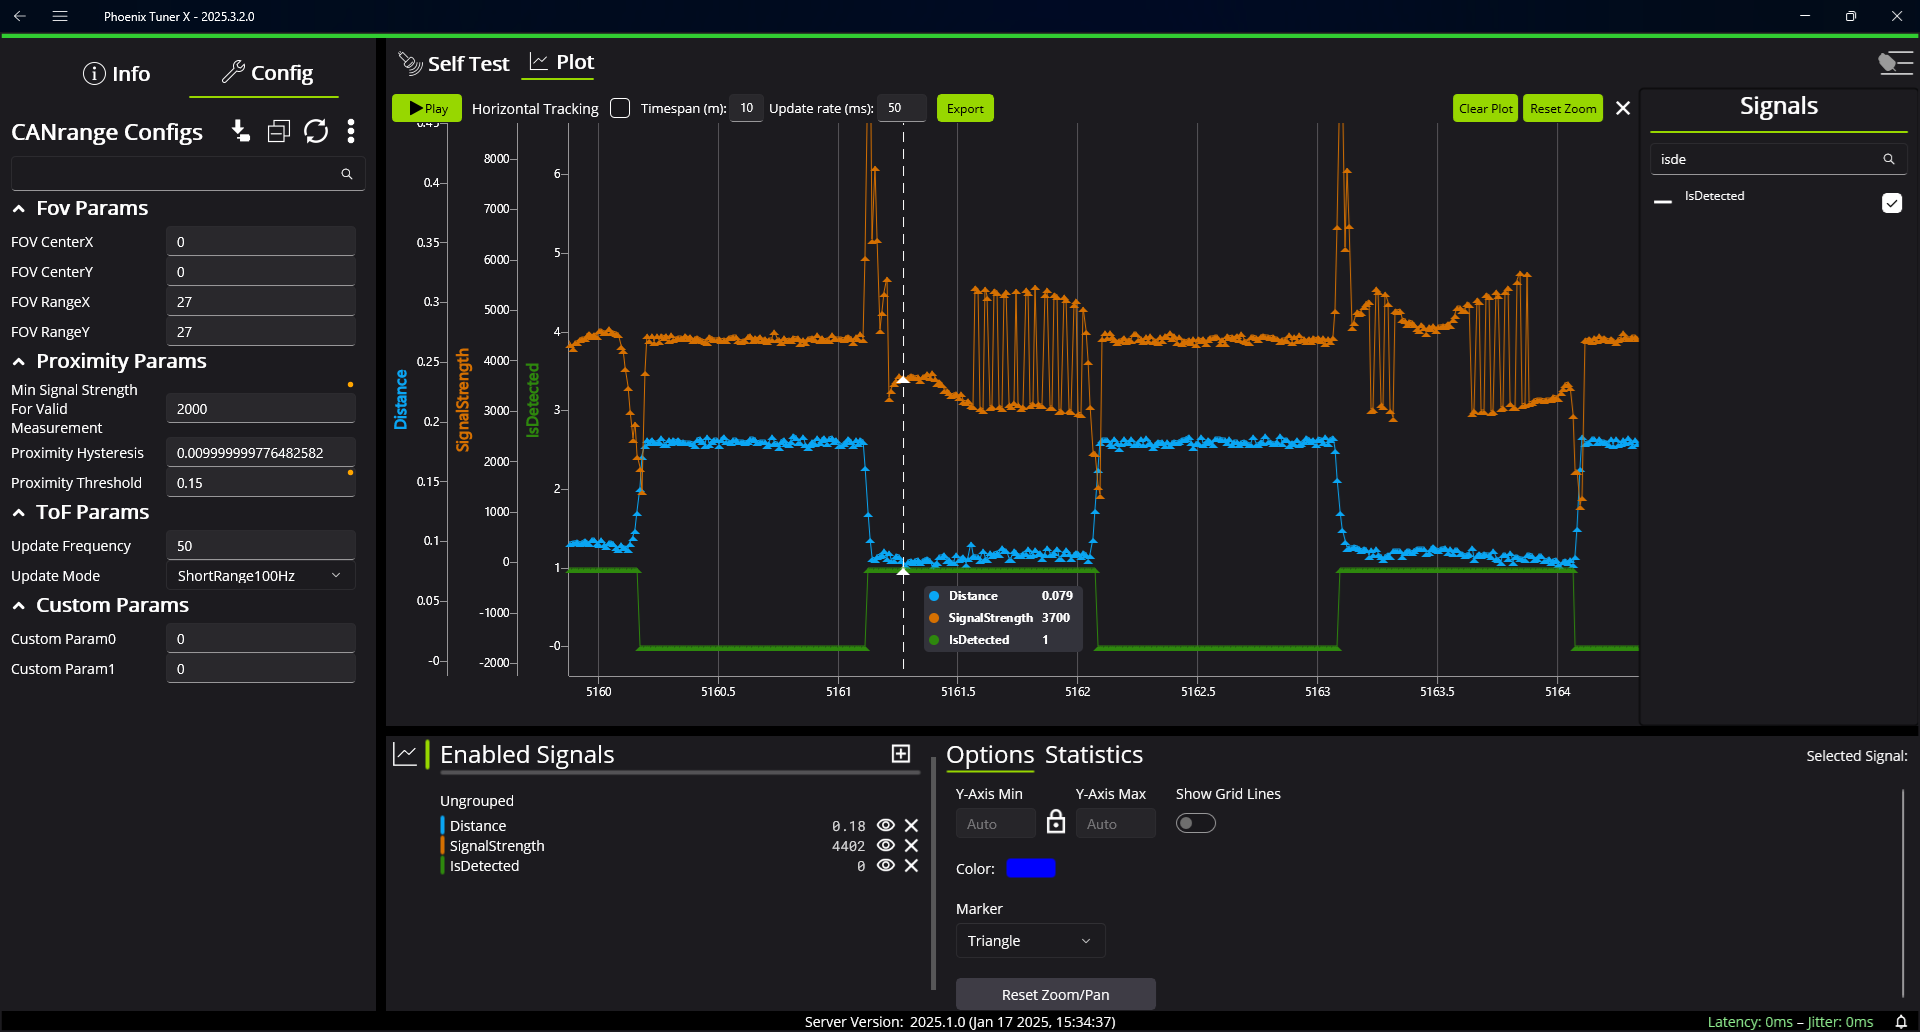 Phoenix Tuner X - 2025.3.2.0
Info
Config
CANrange Configs
Fov Params
FOV CenterX 0
FOV CenterY 0
FOV RangeX 27
FOV RangeY 27
Proximity Params
Min Signal Strength
For Valid
Measurement
2000
Proximity Hysteresis 0.009999999776482582
Proximity Threshold 0.15
ToF Params
Update Frequency 50
Update Mode ShortRange100Hz
Custom Params
Custom Param0 0
Custom Param1 0
Self Test
Plot
Play
Horizontal Tracking
Timespan (m): 10
Update rate (ms): 50
Export
Clear Plot
Reset Zoom
Distance
0.45
0.4
0.35
0.3
0.25
0.2
0.15
0.1
0.05
-0
SignalStrength
8000
7000
6000
5000
4000
3000
2000
1000
0
-1000
-2000
IsDetected
6
5
4
3
2
1
-0
5160 5160.5 5161 5161.5 5162 5162.5 5163 5163.5 5164
Distance 0.079
SignalStrength 3700
IsDetected 1
Signals
isde
IsDetected
Enabled Signals
Ungrouped
Distance 0.18
SignalStrength 4402
IsDetected 0
Options Statistics
Selected Signal:
Y-Axis Min Y-Axis Max Show Grid Lines
Auto Auto
Color:
Marker
Triangle
Reset Zoom/Pan
Server Version: 2025.1.0 (Jan 17 2025, 15:34:37)
Latency: 0ms – Jitter: 0ms